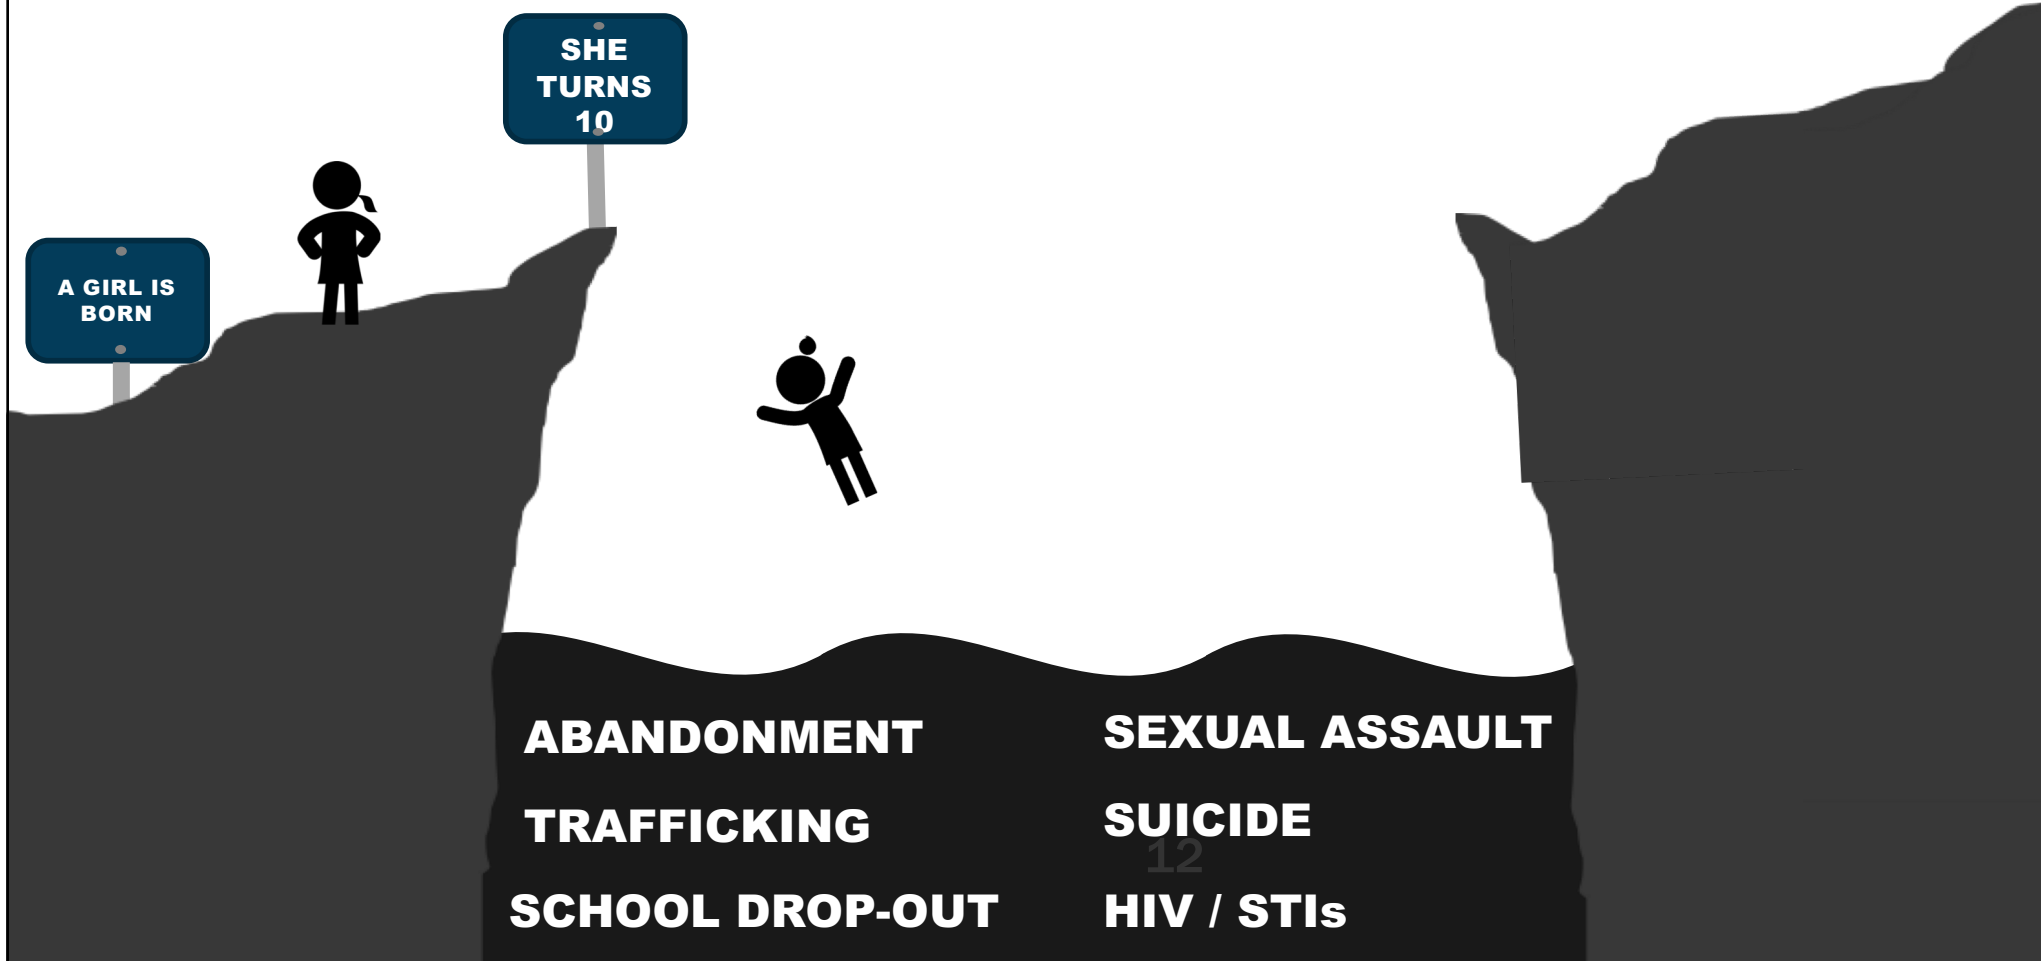 SHE
TURNS
10
A GIRL IS
BORN
ABANDONMENT
SEXUAL ASSAULT
TRAFFICKING
SUICIDE
12
SCHOOL DROP-OUT
HIV / STIs